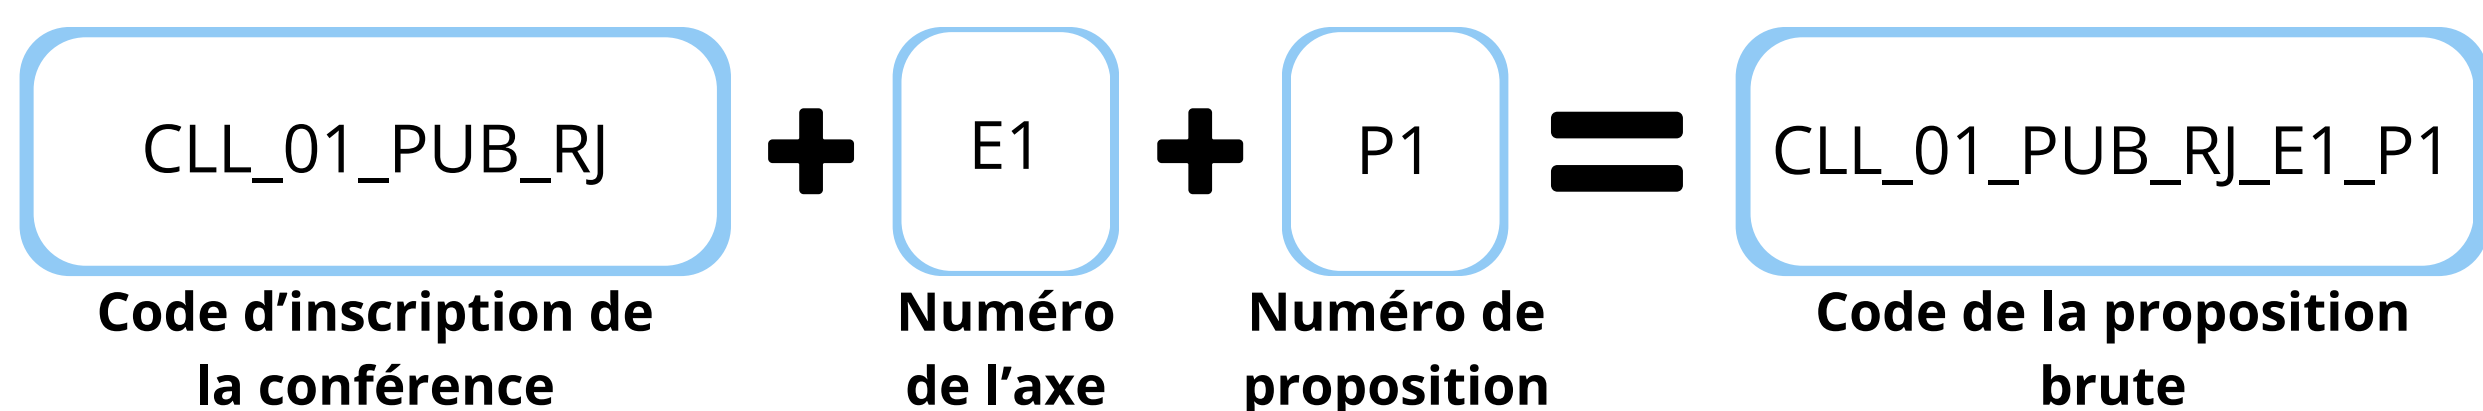 CLL_01_PUB_RJ
E1
P1
CLL_01_PUB_RJ_E1_P1
Code d’inscription de
la conférence
Numéro
de l’axe
Numéro de
proposition
Code de la proposition
brute